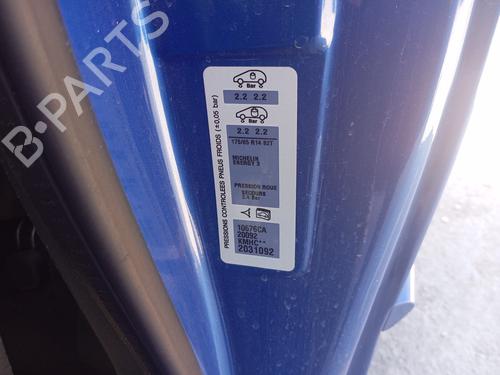 Bar
2.2 2.2
Bar
2.2 2.2
175/65 R14 82T
MICHELIN
ENERGY 3
PRESSION ROUE
SECOURS
2.4 Bar
10676CA
20092
KMHC**
2031092
PRESSIONS CONTROLEES PNEUS FROIDS (±0,05 bar)
B-PARTS